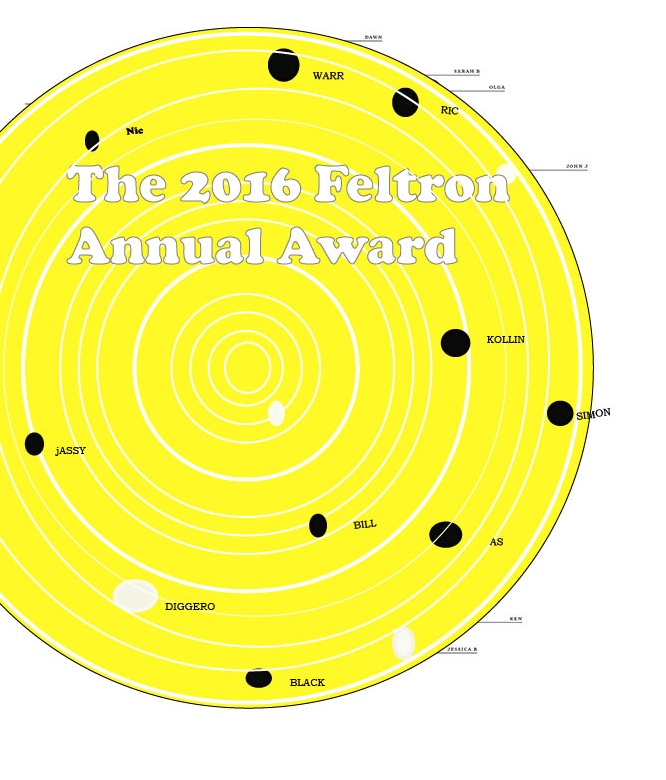 DAWN
SARAH B
WARR
OLGA
RIC
Nic
JOHN J
The 2016 Feltron
Annual Award
KOLLIN
SIMON
jASSY
BILL
AS
DIGGERO
KEN
JESSICA R
BLACK